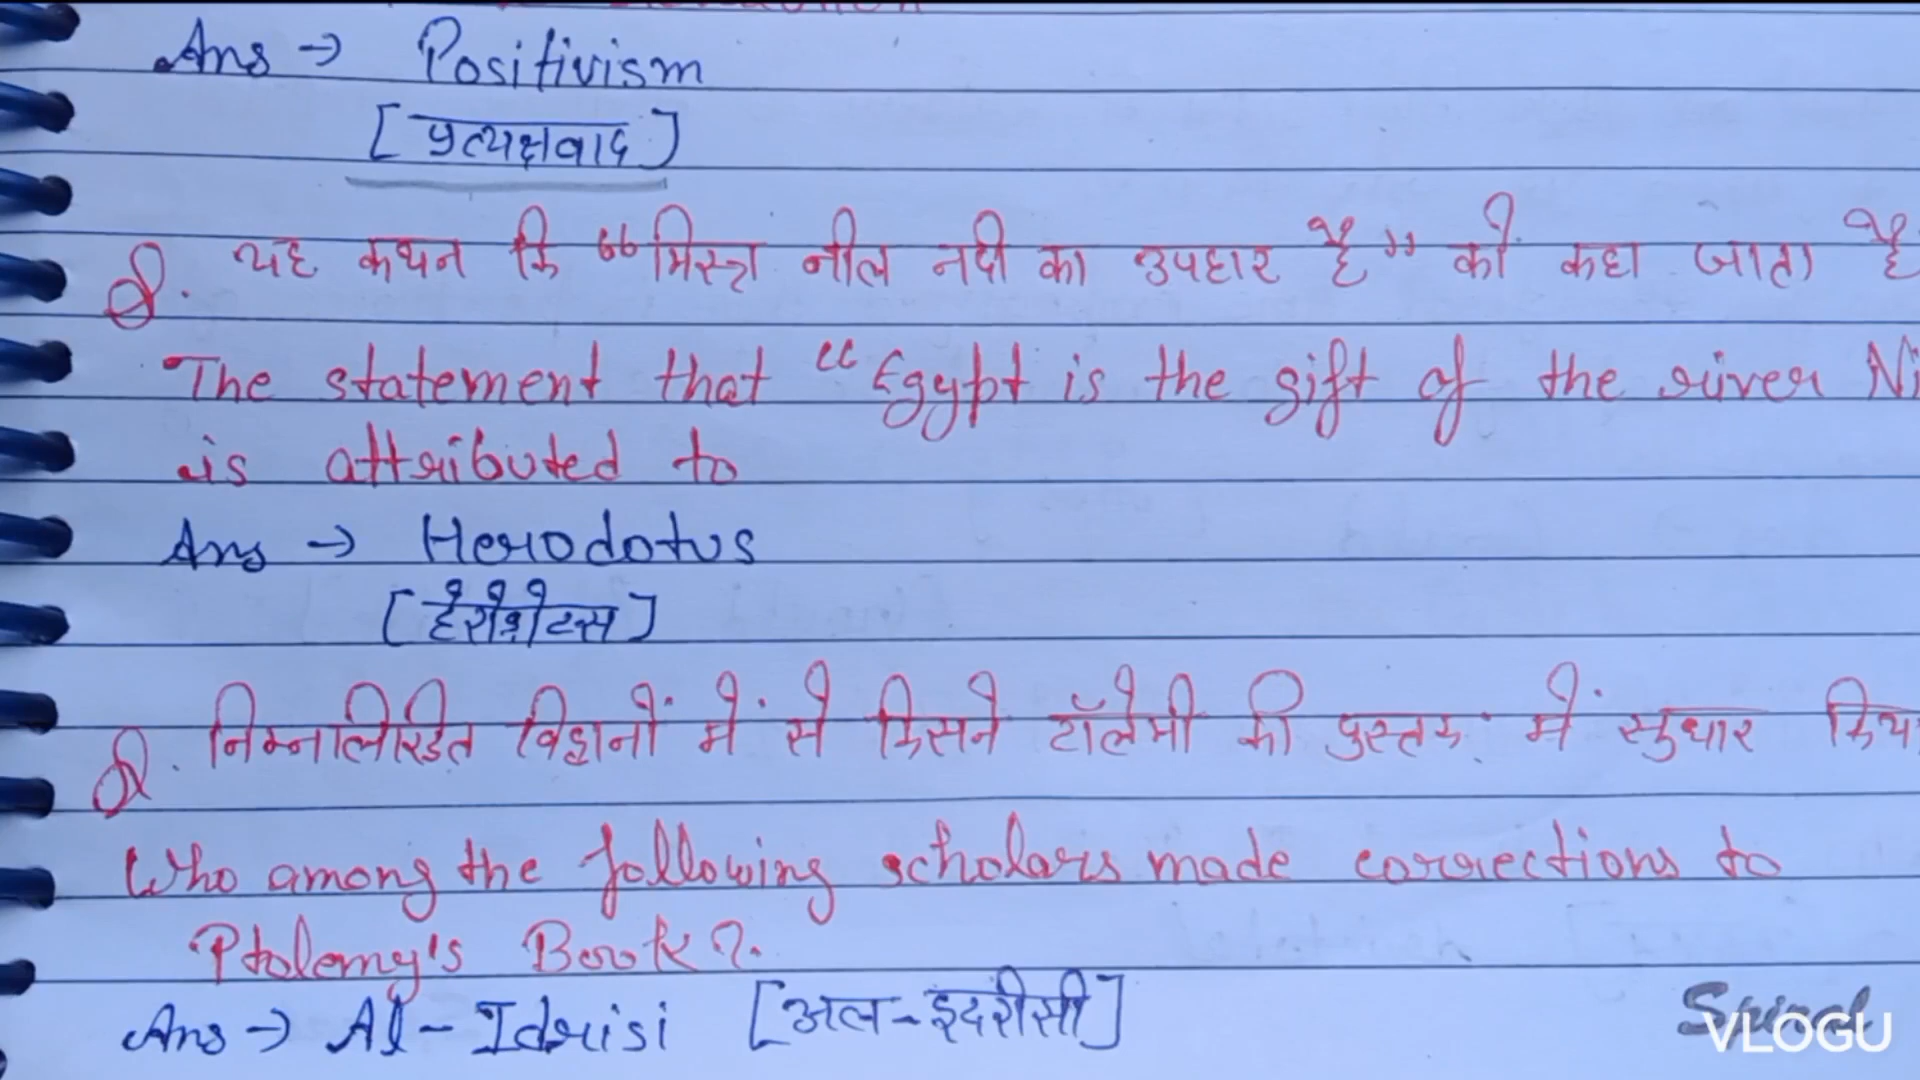 Ans → Positivism
[प्रत्यक्षवाद]
Q. यह कथन कि "मिस्त्र नील नदी का उपहार है" को कहा जाता है
The statement that "Egypt is the gift of the river Ni
is attributed to
Ans → Herodotus
[हेरोडोटस]
Q. निम्नलिखित विद्वानों में से किसने टॉलेमी की पुस्तक में सुधार किय
Who among the following scholars made corrections to
Ptolemy's Book?
Ans → Al-Idrisi [अल-इदरीसी]
Spiral
VLOGU